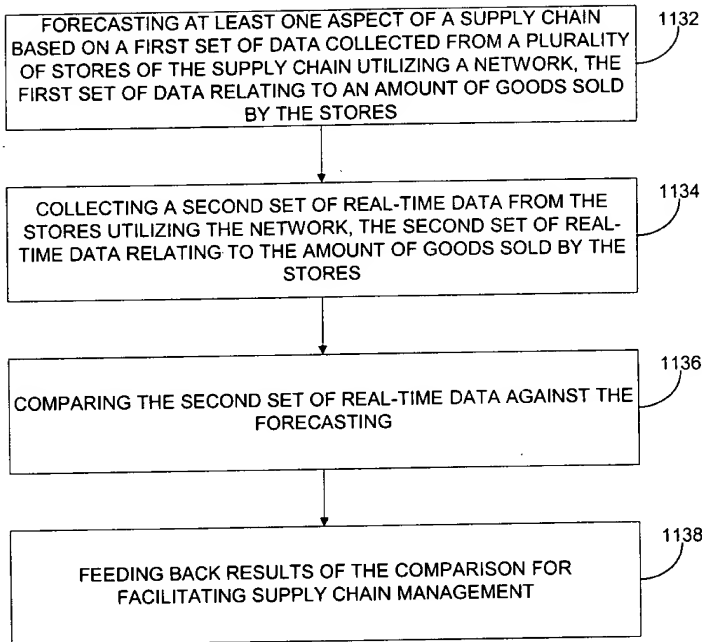 FORECASTING AT LEAST ONE ASPECT OF A SUPPLY CHAIN
BASED ON A FIRST SET OF DATA COLLECTED FROM A PLURALITY
OF STORES OF THE SUPPLY CHAIN UTILIZING A NETWORK, THE
FIRST SET OF DATA RELATING TO AN AMOUNT OF GOODS SOLD
BY THE STORES
1132
COLLECTING A SECOND SET OF REAL-TIME DATA FROM THE
STORES UTILIZING THE NETWORK, THE SECOND SET OF REAL-
TIME DATA RELATING TO THE AMOUNT OF GOODS SOLD BY THE
STORES
1134
COMPARING THE SECOND SET OF REAL-TIME DATA AGAINST THE
FORECASTING
1136
FEEDING BACK RESULTS OF THE COMPARISON FOR
FACILITATING SUPPLY CHAIN MANAGEMENT
1138